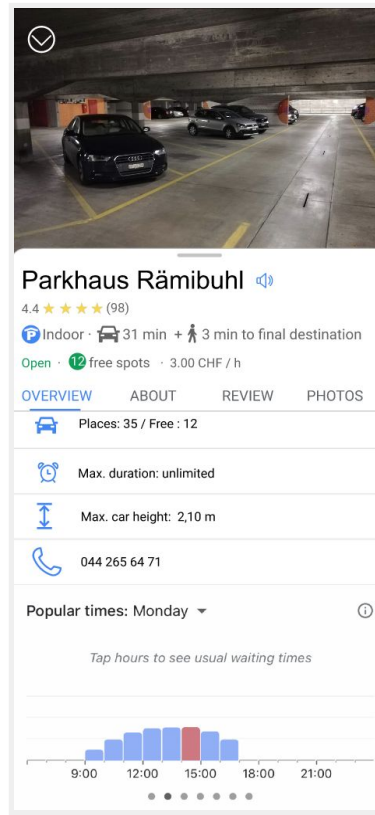 Parkhaus Rämibuhl
4.4 (98)
P Indoor · 31 min + 3 min to final destination
Open · 12 free spots · 3.00 CHF / h
OVERVIEW ABOUT REVIEW PHOTOS
Places: 35 / Free : 12
Max. duration: unlimited
Max. car height: 2,10 m
044 265 64 71
Popular times: Monday
Tap hours to see usual waiting times
9:00 12:00 15:00 18:00 21:00